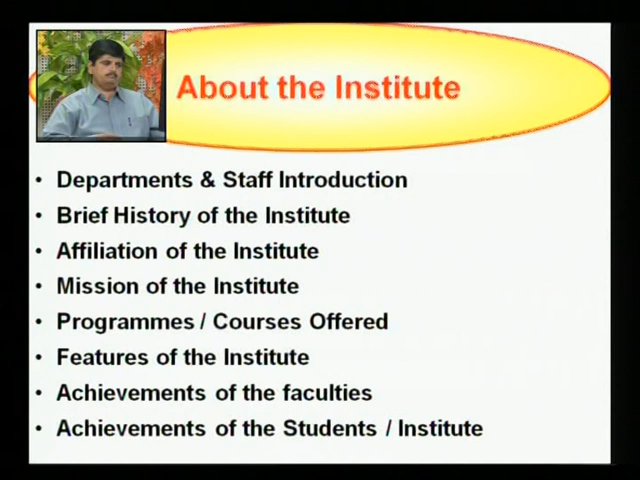 About the Institute
• Departments & Staff Introduction
• Brief History of the Institute
• Affiliation of the Institute
• Mission of the Institute
• Programmes / Courses Offered
• Features of the Institute
• Achievements of the faculties
• Achievements of the Students / Institute